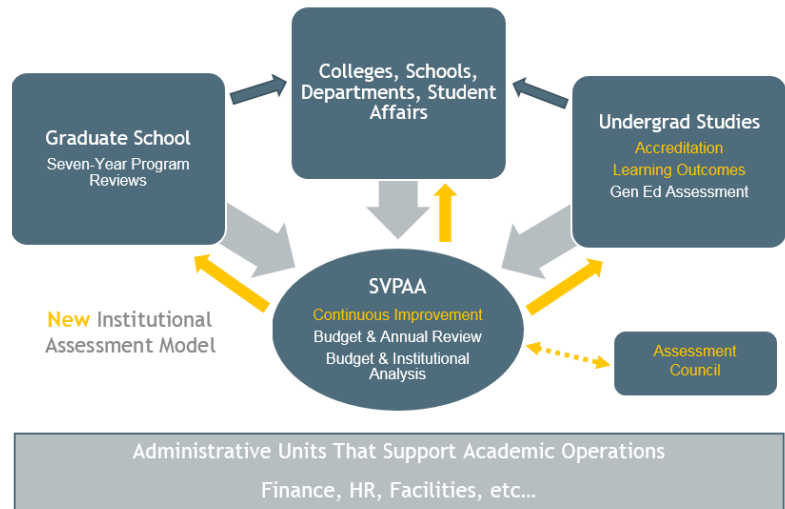 Colleges, Schools,
Departments, Student
Affairs
Graduate School
Seven-Year Program
Reviews
Undergrad Studies
Accreditation
Learning Outcomes
Gen Ed Assessment
SVPAA
Continuous Improvement
Budget & Annual Review
Budget & Institutional
Analysis
New Institutional
Assessment Model
Assessment
Council
Administrative Units That Support Academic Operations
Finance, HR, Facilities, etc…